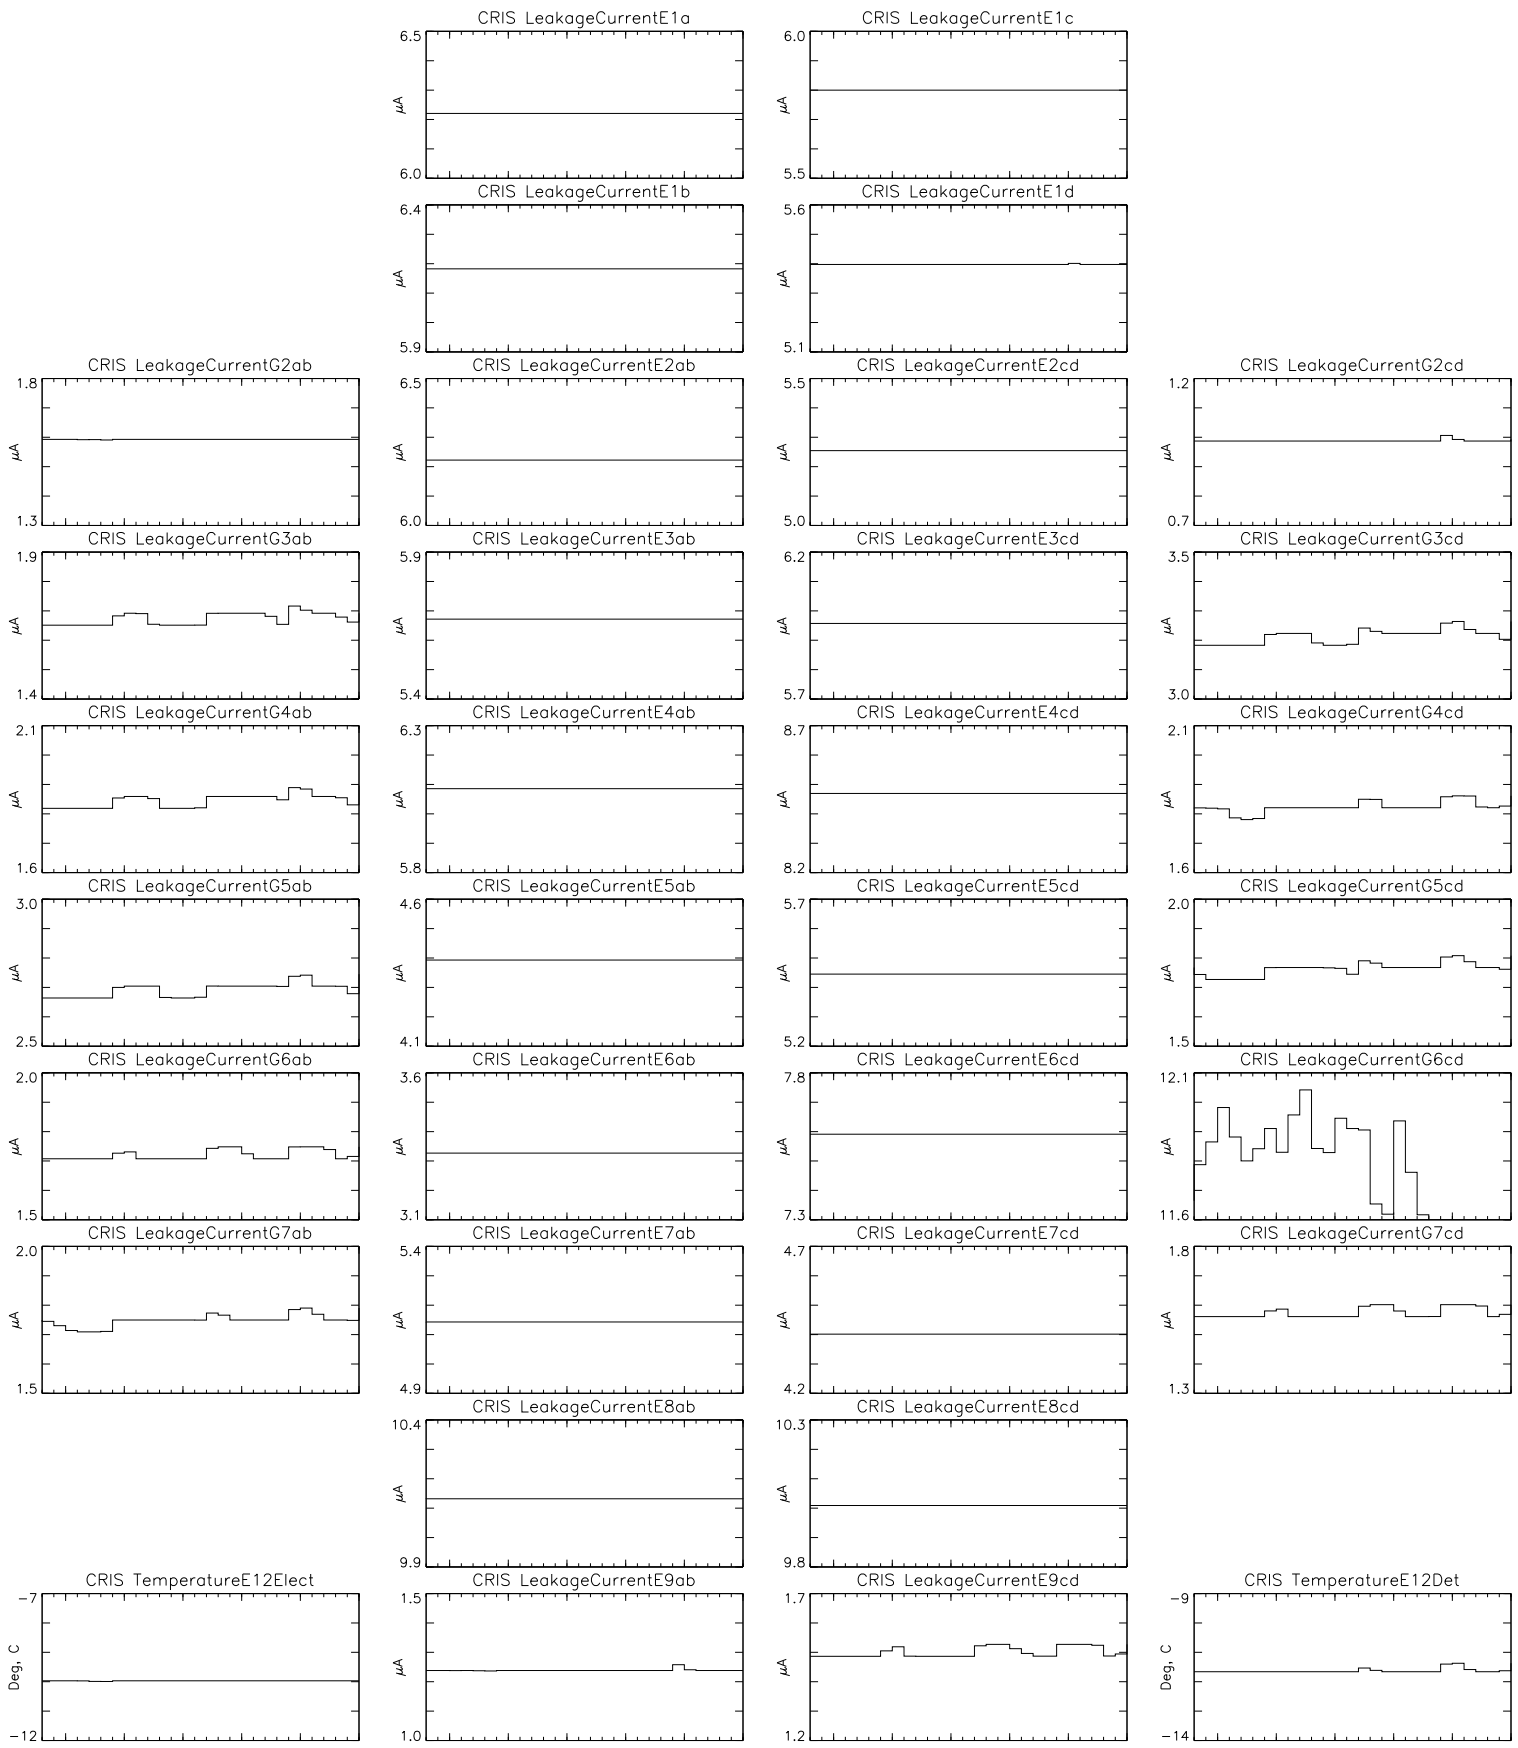 CRIS LeakageCurrentE1a
CRIS LeakageCurrentE1c
6.5
μA
6.0
6.0
μA
5.5
CRIS LeakageCurrentE1b
CRIS LeakageCurrentE1d
6.4
μA
5.9
5.6
μA
5.1
CRIS LeakageCurrentG2ab
CRIS LeakageCurrentE2ab
CRIS LeakageCurrentE2cd
CRIS LeakageCurrentG2cd
1.8
μA
1.3
6.5
μA
6.0
5.5
μA
5.0
1.2
μA
0.7
CRIS LeakageCurrentG3ab
CRIS LeakageCurrentE3ab
CRIS LeakageCurrentE3cd
CRIS LeakageCurrentG3cd
1.9
μA
1.4
5.9
μA
5.4
6.2
μA
5.7
3.5
μA
3.0
CRIS LeakageCurrentG4ab
CRIS LeakageCurrentE4ab
CRIS LeakageCurrentE4cd
CRIS LeakageCurrentG4cd
2.1
μA
1.6
6.3
μA
5.8
8.7
μA
8.2
2.1
μA
1.6
CRIS LeakageCurrentG5ab
CRIS LeakageCurrentE5ab
CRIS LeakageCurrentE5cd
CRIS LeakageCurrentG5cd
3.0
μA
2.5
4.6
μA
4.1
5.7
μA
5.2
2.0
μA
1.5
CRIS LeakageCurrentG6ab
CRIS LeakageCurrentE6ab
CRIS LeakageCurrentE6cd
CRIS LeakageCurrentG6cd
2.0
μA
1.5
3.6
μA
3.1
7.8
μA
7.3
12.1
μA
11.6
CRIS LeakageCurrentG7ab
CRIS LeakageCurrentE7ab
CRIS LeakageCurrentE7cd
CRIS LeakageCurrentG7cd
2.0
μA
1.5
5.4
μA
4.9
4.7
μA
4.2
1.8
μA
1.3
CRIS LeakageCurrentE8ab
CRIS LeakageCurrentE8cd
10.4
μA
9.9
10.3
μA
9.8
CRIS TemperatureE12Elect
CRIS LeakageCurrentE9ab
CRIS LeakageCurrentE9cd
CRIS TemperatureE12Det
-7
Deg, C
-12
1.5
μA
1.0
1.7
μA
1.2
-9
Deg, C
-14